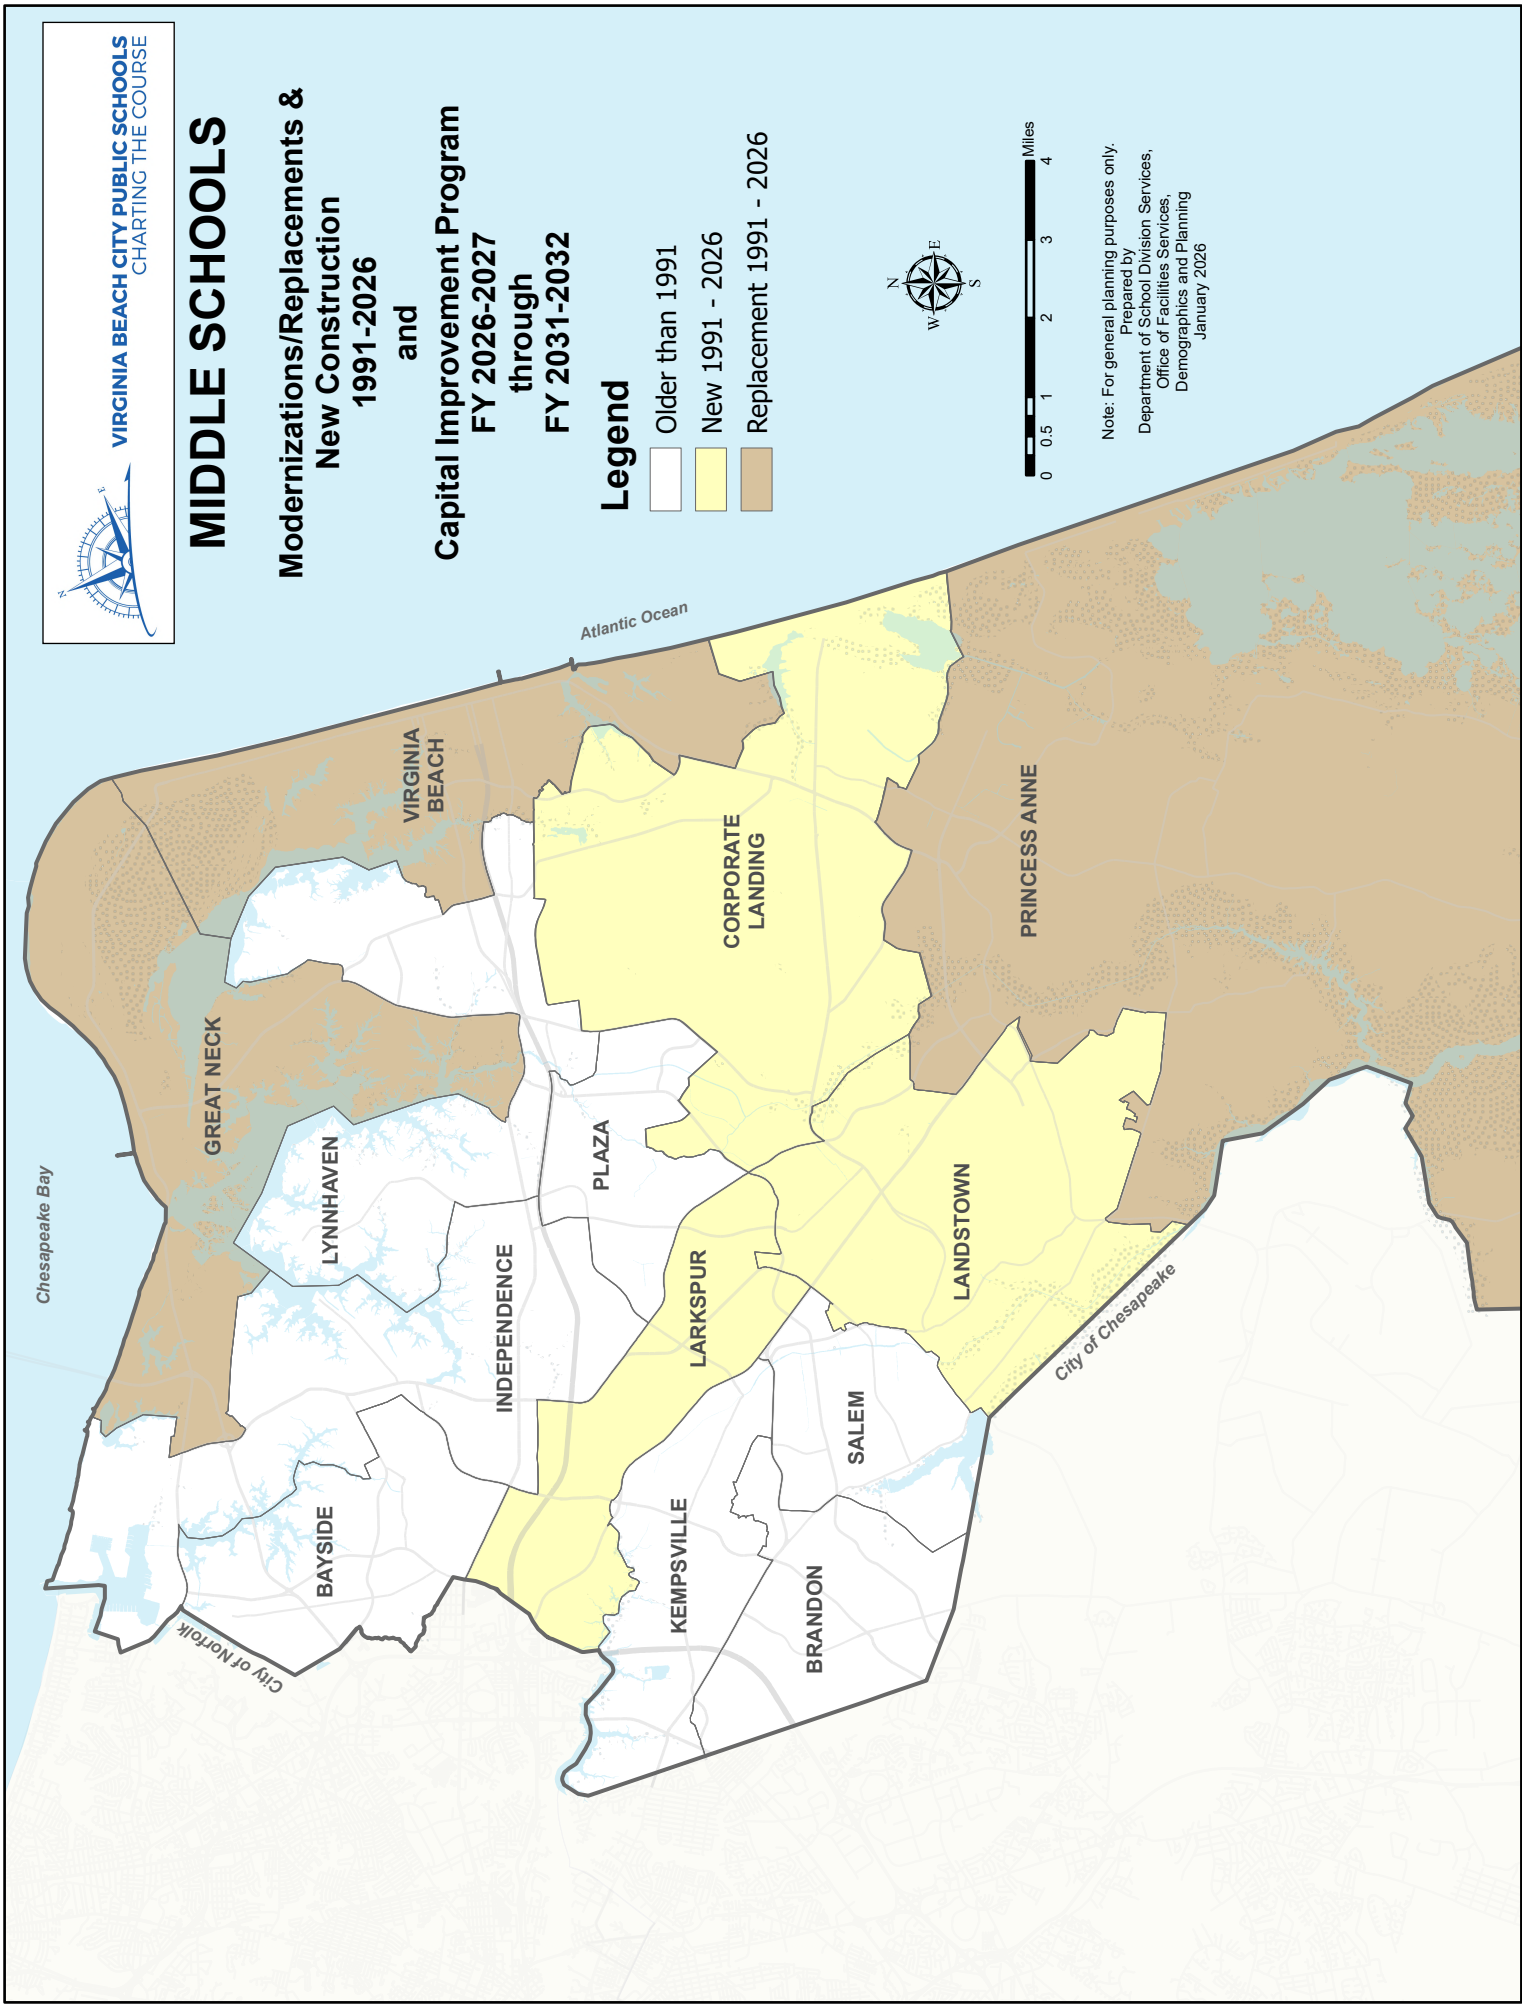 VIRGINIA BEACH CITY PUBLIC SCHOOLS
CHARTING THE COURSE
N
E
MIDDLE SCHOOLS
Modernizations/Replacements &
New Construction
1991-2026
and
Capital Improvement Program
FY 2026-2027
through
FY 2031-2032
Legend
Older than 1991
New 1991 - 2026
Replacement 1991 - 2026
N
W
E
S
0 0.5 1 2 3 4
Miles
Note: For general planning purposes only.
Prepared by
Department of School Division Services,
Office of Facilities Services,
Demographics and Planning
January 2026
Chesapeake Bay
Atlantic Ocean
City of Norfolk
City of Chesapeake
GREAT NECK
VIRGINIA
BEACH
LYNNHAVEN
BAYSIDE
INDEPENDENCE
PLAZA
LARKSPUR
CORPORATE
LANDING
KEMPSVILLE
BRANDON
SALEM
LANDSTOWN
PRINCESS ANNE